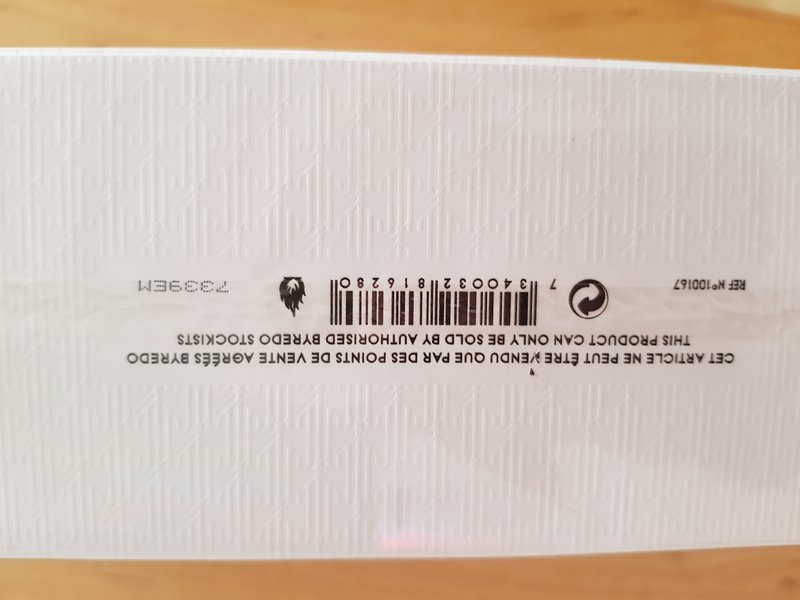 CET ARTICLE NE PEUT ÊTRE VENDU QUE PAR DES POINTS DE VENTE AGRÉÉS BYREDO
THIS PRODUCT CAN ONLY BE SOLD BY AUTHORISED BYREDO STOCKISTS
REF N°100167
7 340032 816280
7339EM